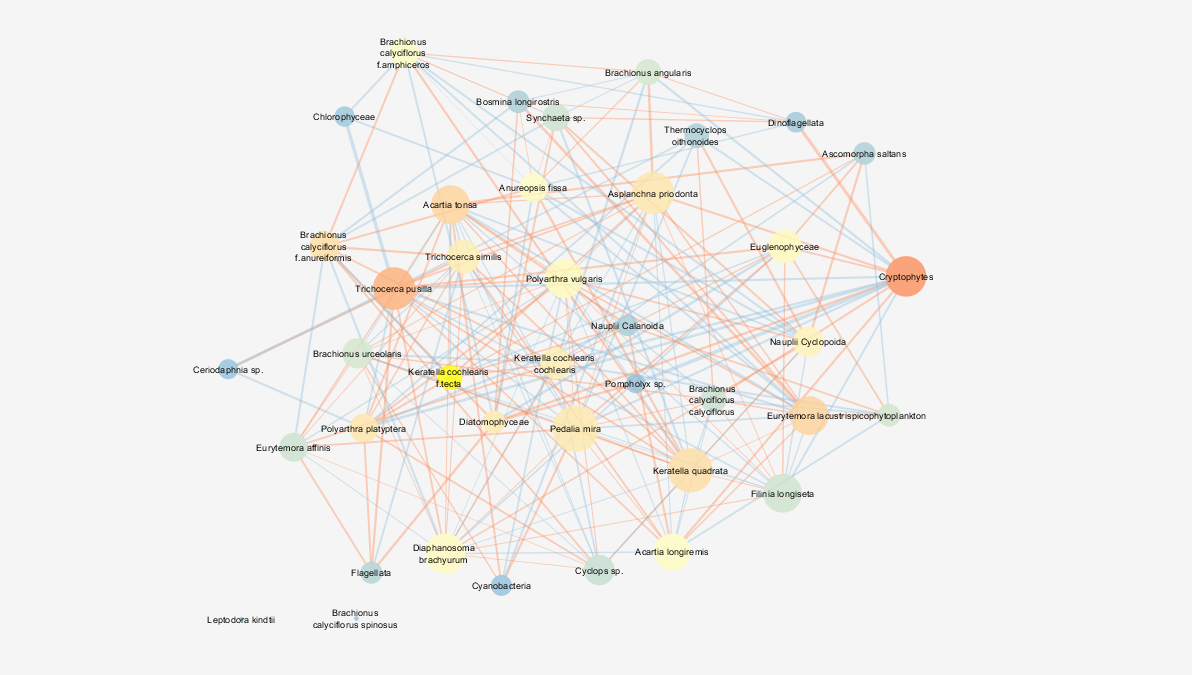 Brachionus
calyciflorus
f.amphiceros
Brachionus angularis
Bosmina longirostris
Chlorophyceae
Synchaeta sp.
Dinoflagellata
Thermocyclops
oithonoides
Ascomorpha saltans
Anureopsis fissa
Asplanchna priodonta
Acartia tonsa
Brachionus
calyciflorus
f.anureiformis
Euglenophyceae
Trichocerca similis
Polyarthra vulgaris
Cryptophytes
Trichocerca pusilla
Nauplii Calanoida
Nauplii Cyclopoida
Brachionus urceolaris
Keratella cochlearis
cochlearis
Ceriodaphnia sp.
Keratella cochlearis
f.tecta
Pompholyx sp.
Brachionus
calyciflorus
calyciflorus
Eurytemora lacustris
picophytoplankton
Diatomophyceae
Polyarthra platyptera
Pedalia mira
Eurytemora affinis
Keratella quadrata
Filinia longiseta
Diaphanosoma
brachyurum
Acartia longiremis
Flagellata
Cyclops sp.
Cyanobacteria
Leptodora kindtii
Brachionus
calyciflorus spinosus